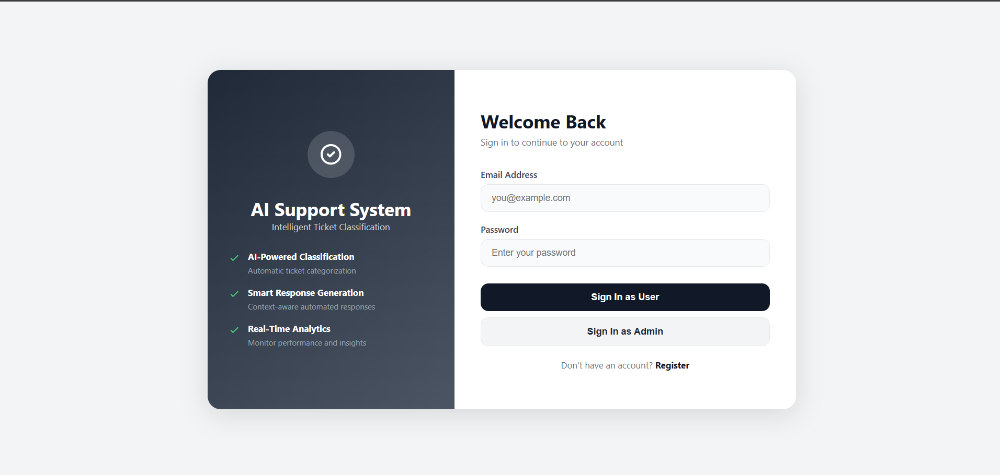 AI Support System
Intelligent Ticket Classification
AI-Powered Classification
Automatic ticket categorization
Smart Response Generation
Context-aware automated responses
Real-Time Analytics
Monitor performance and insights
Welcome Back
Sign in to continue to your account
Email Address
you@example.com
Password
Enter your password
Sign In as User
Sign In as Admin
Don't have an account? Register